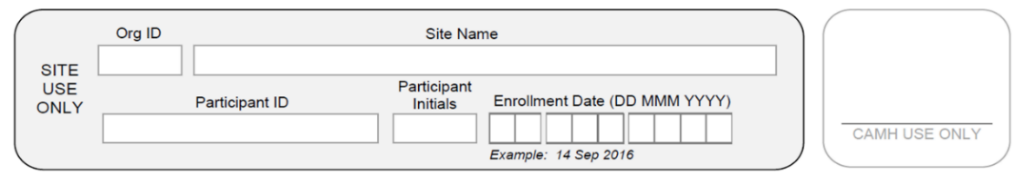 Org ID
Site Name
SITE
USE
ONLY
Participant ID
Participant
Initials
Enrollment Date (DD MMM YYYY)
Example: 14 Sep 2016
CAMH USE ONLY